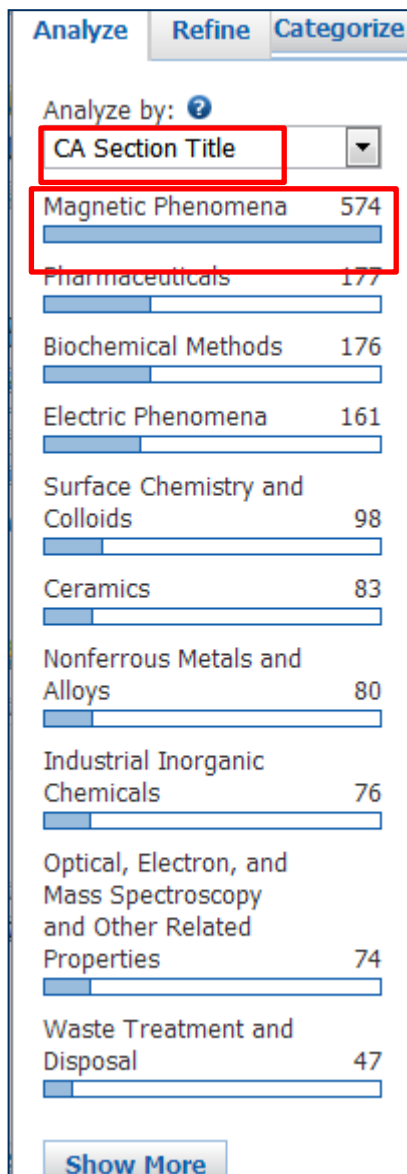 Analyze Refine Categorize
Analyze by: ?
CA Section Title
Magnetic Phenomena 574
Pharmaceuticals 177
Biochemical Methods 176
Electric Phenomena 161
Surface Chemistry and
Colloids 98
Ceramics 83
Nonferrous Metals and
Alloys 80
Industrial Inorganic
Chemicals 76
Optical, Electron, and
Mass Spectroscopy
and Other Related
Properties 74
Waste Treatment and
Disposal 47
Show More